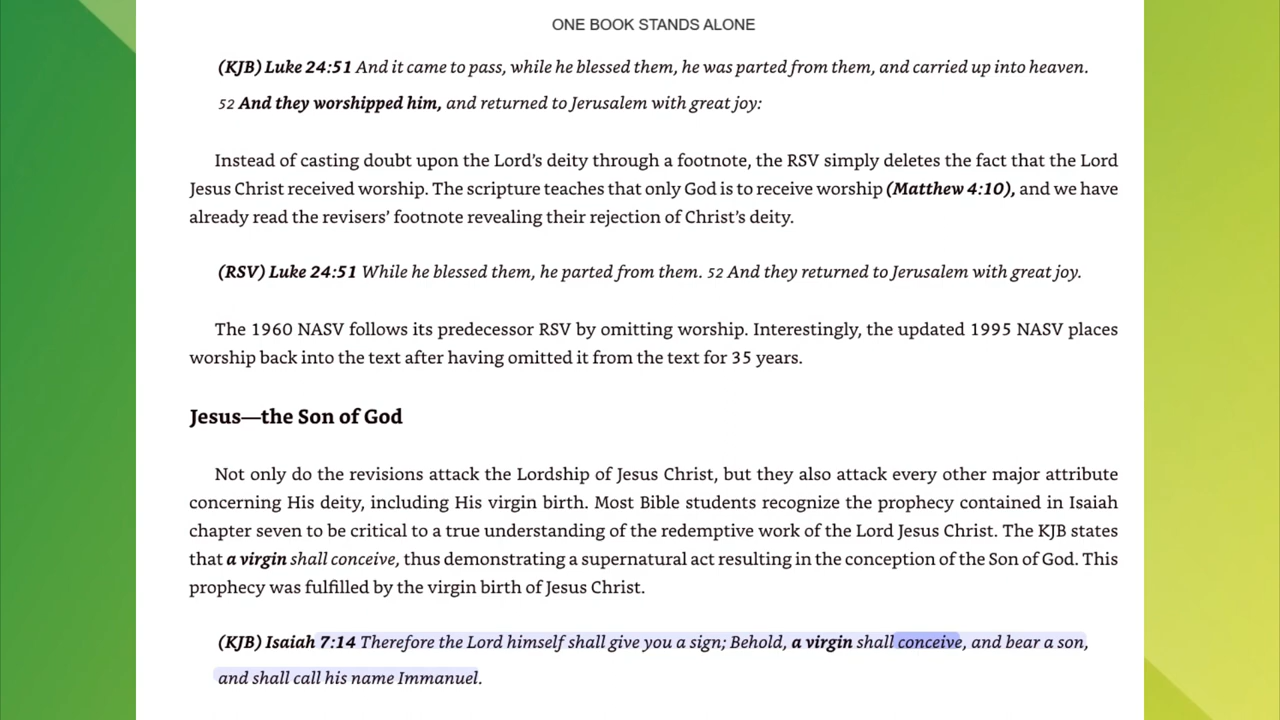 ONE BOOK STANDS ALONE
(KJB) Luke 24:51 And it came to pass, while he blessed them, he was parted from them, and carried up into heaven.
52 And they worshipped him, and returned to Jerusalem with great joy:
Instead of casting doubt upon the Lord’s deity through a footnote, the RSV simply deletes the fact that the Lord
Jesus Christ received worship. The scripture teaches that only God is to receive worship (Matthew 4:10), and we have
already read the revisers’ footnote revealing their rejection of Christ’s deity.
(RSV) Luke 24:51 While he blessed them, he parted from them. 52 And they returned to Jerusalem with great joy.
The 1960 NASV follows its predecessor RSV by omitting worship. Interestingly, the updated 1995 NASV places
worship back into the text after having omitted it from the text for 35 years.
Jesus—the Son of God
Not only do the revisions attack the Lordship of Jesus Christ, but they also attack every other major attribute
concerning His deity, including His virgin birth. Most Bible students recognize the prophecy contained in Isaiah
chapter seven to be critical to a true understanding of the redemptive work of the Lord Jesus Christ. The KJB states
that a virgin shall conceive, thus demonstrating a supernatural act resulting in the conception of the Son of God. This
prophecy was fulfilled by the virgin birth of Jesus Christ.
(KJB) Isaiah 7:14 Therefore the Lord himself shall give you a sign; Behold, a virgin shall conceive, and bear a son,
and shall call his name Immanuel.